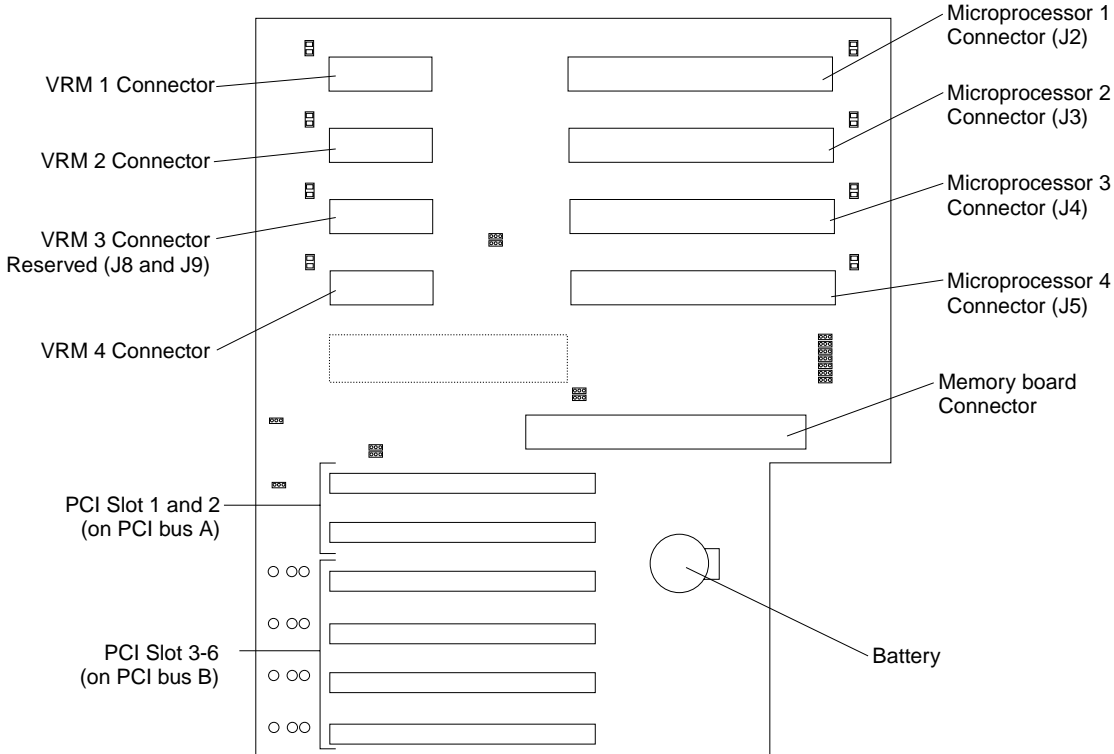 Microprocessor 1
Connector (J2)
VRM 1 Connector
Microprocessor 2
Connector (J3)
VRM 2 Connector
Microprocessor 3
Connector (J4)
VRM 3 Connector
Reserved (J8 and J9)
Microprocessor 4
Connector (J5)
VRM 4 Connector
Memory board
Connector
PCI Slot 1 and 2
(on PCI bus A)
PCI Slot 3-6
(on PCI bus B)
Battery